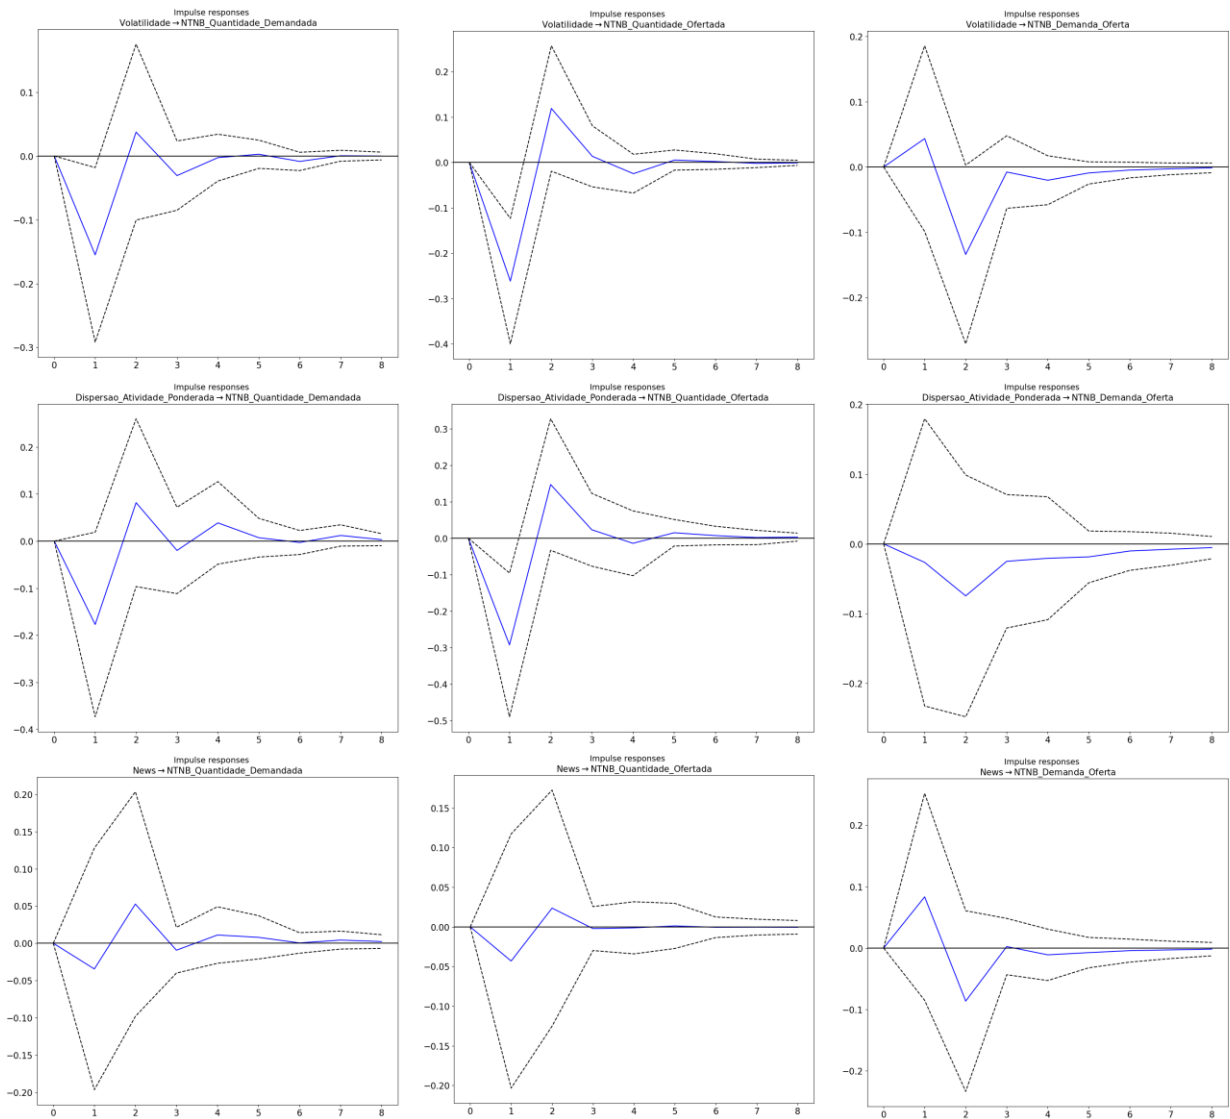 Impulse responses
Volatilidade → NTNB_Quantidade_Demandada
0.1
0.0
−0.1
−0.2
−0.3
0 1 2 3 4 5 6 7 8
Impulse responses
Volatilidade → NTNB_Quantidade_Ofertada
0.2
0.1
0.0
−0.1
−0.2
−0.3
−0.4
0 1 2 3 4 5 6 7 8
Impulse responses
Volatilidade → NTNB_Demanda_Oferta
0.2
0.1
0.0
−0.1
−0.2
0 1 2 3 4 5 6 7 8
Impulse responses
Dispersao_Atividade_Ponderada → NTNB_Quantidade_Demandada
0.2
0.1
0.0
−0.1
−0.2
−0.3
−0.4
0 1 2 3 4 5 6 7 8
Impulse responses
Dispersao_Atividade_Ponderada → NTNB_Quantidade_Ofertada
0.3
0.2
0.1
0.0
−0.1
−0.2
−0.3
−0.4
−0.5
0 1 2 3 4 5 6 7 8
Impulse responses
Dispersao_Atividade_Ponderada → NTNB_Demanda_Oferta
0.2
0.1
0.0
−0.1
−0.2
0 1 2 3 4 5 6 7 8
Impulse responses
News → NTNB_Quantidade_Demandada
0.20
0.15
0.10
0.05
0.00
−0.05
−0.10
−0.15
−0.20
0 1 2 3 4 5 6 7 8
Impulse responses
News → NTNB_Quantidade_Ofertada
0.15
0.10
0.05
0.00
−0.05
−0.10
−0.15
−0.20
0 1 2 3 4 5 6 7 8
Impulse responses
News → NTNB_Demanda_Oferta
0.2
0.1
0.0
−0.1
−0.2
0 1 2 3 4 5 6 7 8